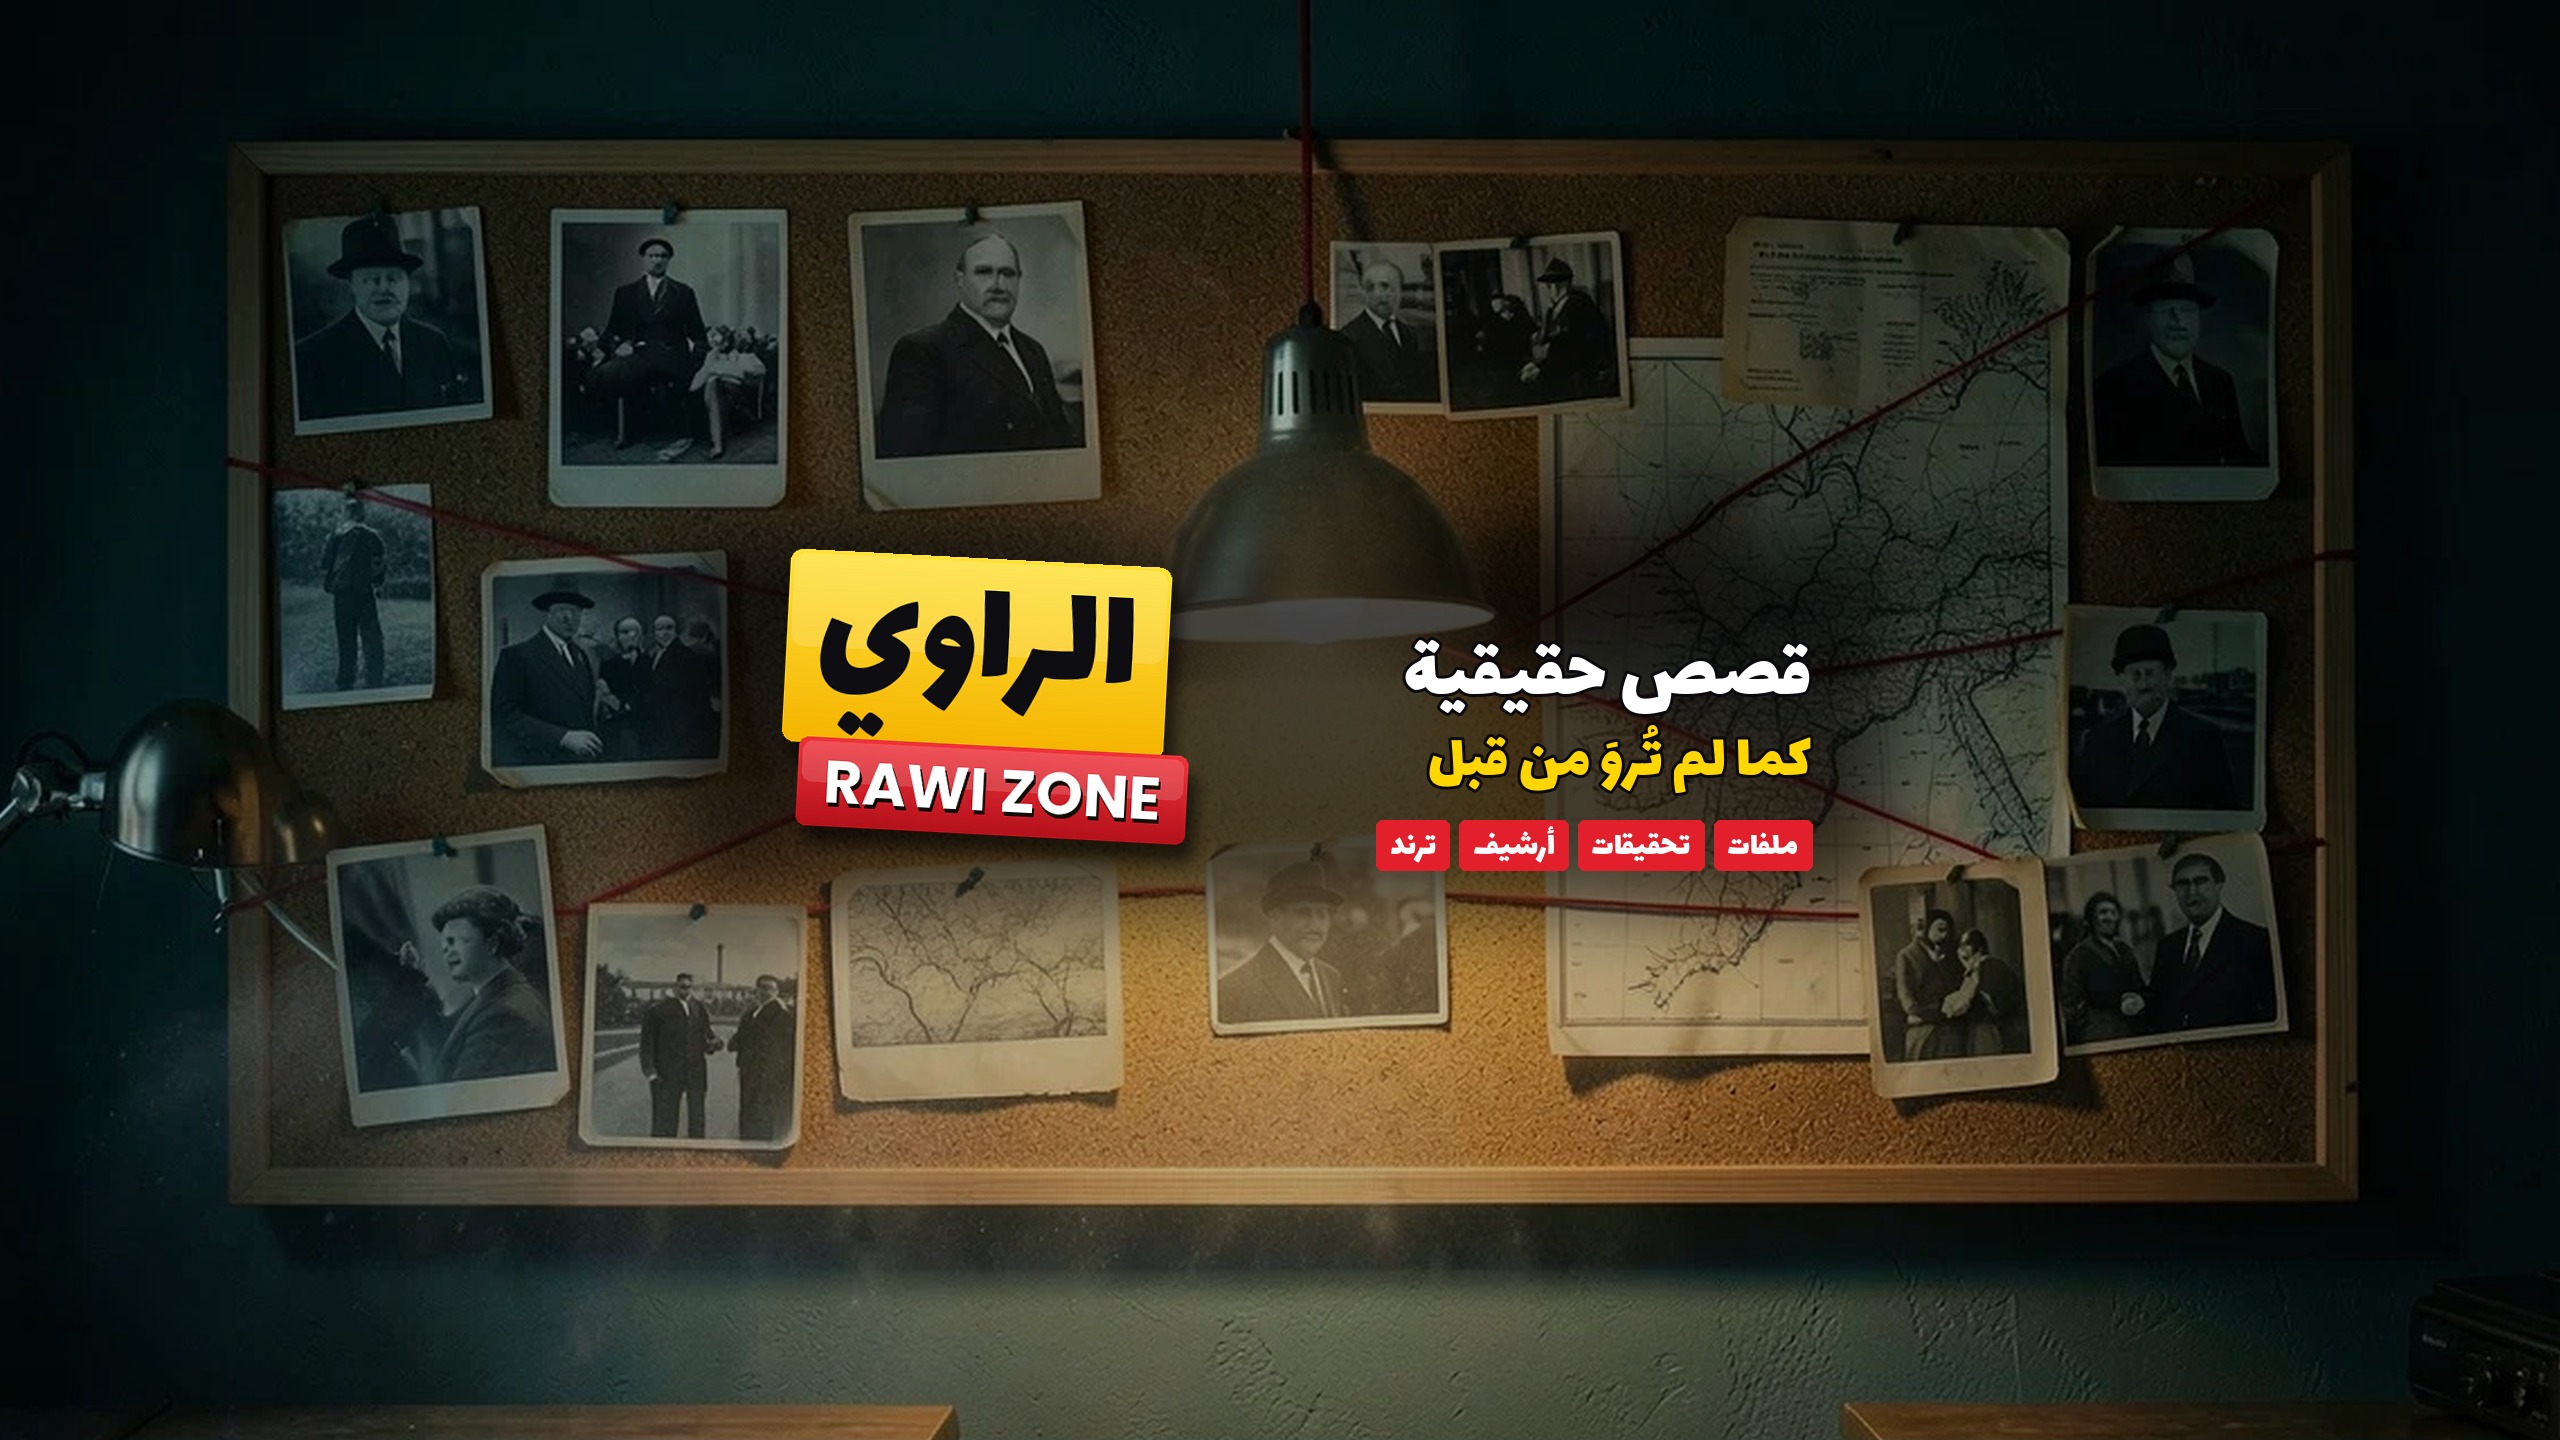 الراوي
RAWI ZONE
قصص حقيقية
كما لم تُروَ من قبل
ملفات تحقيقات أرشيف ترند